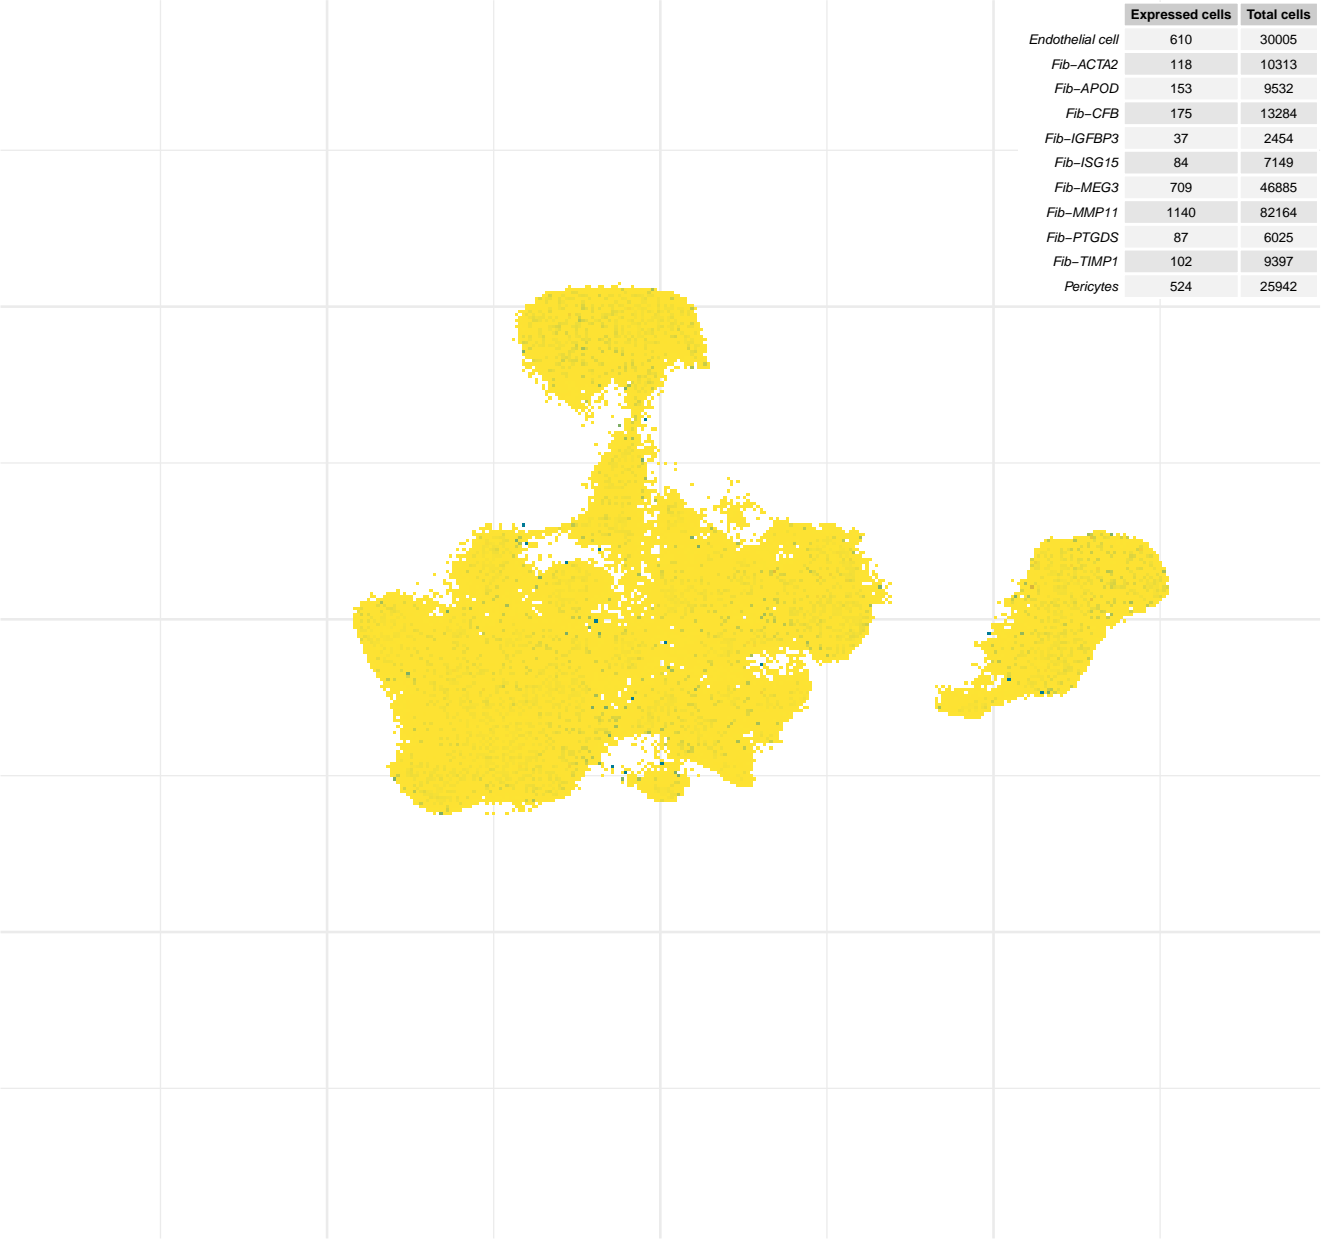 Expressed cells Total cells
Endothelial cell 610 30005
Fib−ACTA2 118 10313
Fib−APOD 153 9532
Fib−CFB 175 13284
Fib−IGFBP3 37 2454
Fib−ISG15 84 7149
Fib−MEG3 709 46885
Fib−MMP11 1140 82164
Fib−PTGDS 87 6025
Fib−TIMP1 102 9397
Pericytes 524 25942